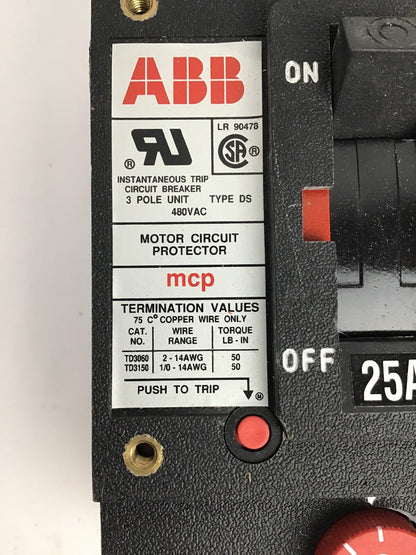 ABB
ON
LR 90478
SA
INSTANTANEOUS TRIP
CIRCUIT BREAKER
3 POLE UNIT TYPE DS
480VAC
MOTOR CIRCUIT
PROTECTOR
mcp
TERMINATION VALUES
75 C° COPPER WIRE ONLY
CAT. NO. WIRE RANGE TORQUE LB - IN
TD3060 2 - 14AWG 50
TD3150 1/0 - 14AWG 50
PUSH TO TRIP
OFF
25A